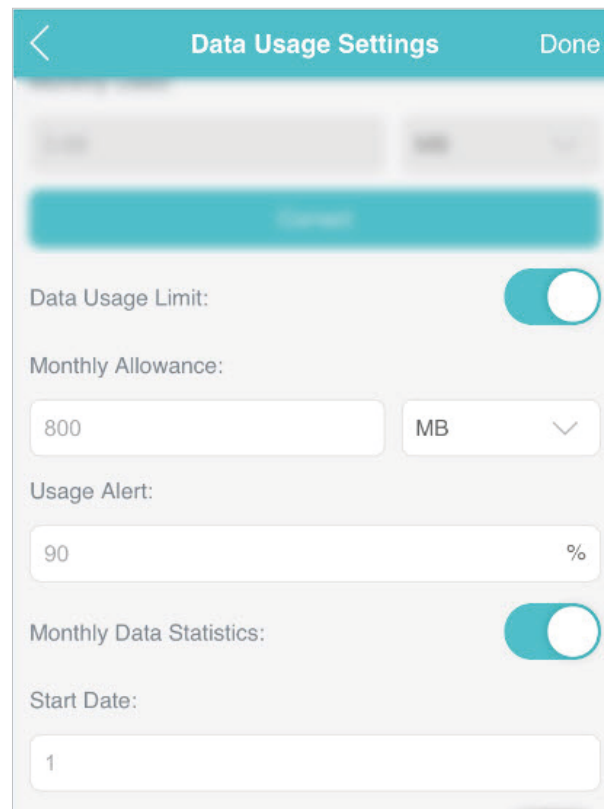 Data Usage Settings Done
Data Usage Limit:
Monthly Allowance:
800 MB
Usage Alert:
90 %
Monthly Data Statistics:
Start Date:
1